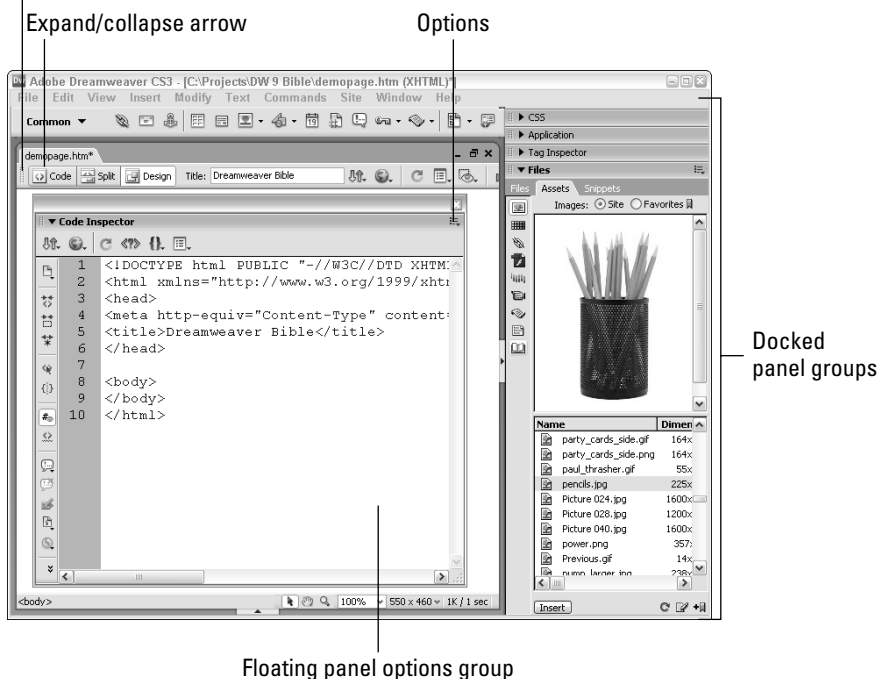 Expand/collapse arrow
Options
Adobe Dreamweaver CS3 - [C:\Projects\DW 9 Bible\demopage.htm (XHTML)*]
File Edit View Insert Modify Text Commands Site Window Help
Common
demopage.htm*
Code Split Design Title: Dreamweaver Bible
Code Inspector
1 <!DOCTYPE html PUBLIC "-//W3C//DTD XHTM
2 <html xmlns="http://www.w3.org/1999/xhtm
3 <head>
4 <meta http-equiv="Content-Type" content=
5 <title>Dreamweaver Bible</title>
6 </head>
7
8 <body>
9 </body>
10 </html>
<body>
100% 550 x 460 1K / 1 sec
CSS
Application
Tag Inspector
Files
Files Assets Snippets
Images: Site Favorites
Name Dimen
party_cards_side.gif 164x
party_cards_side.png 164x
paul_thrasher.gif 55x
pencils.jpg 225x
Picture 024.jpg 1600x
Picture 028.jpg 1200x
Picture 040.jpg 1600x
power.png 357
Previous.gif 14x
pump_larger.jpg 238x
Insert
Docked
panel groups
Floating panel options group